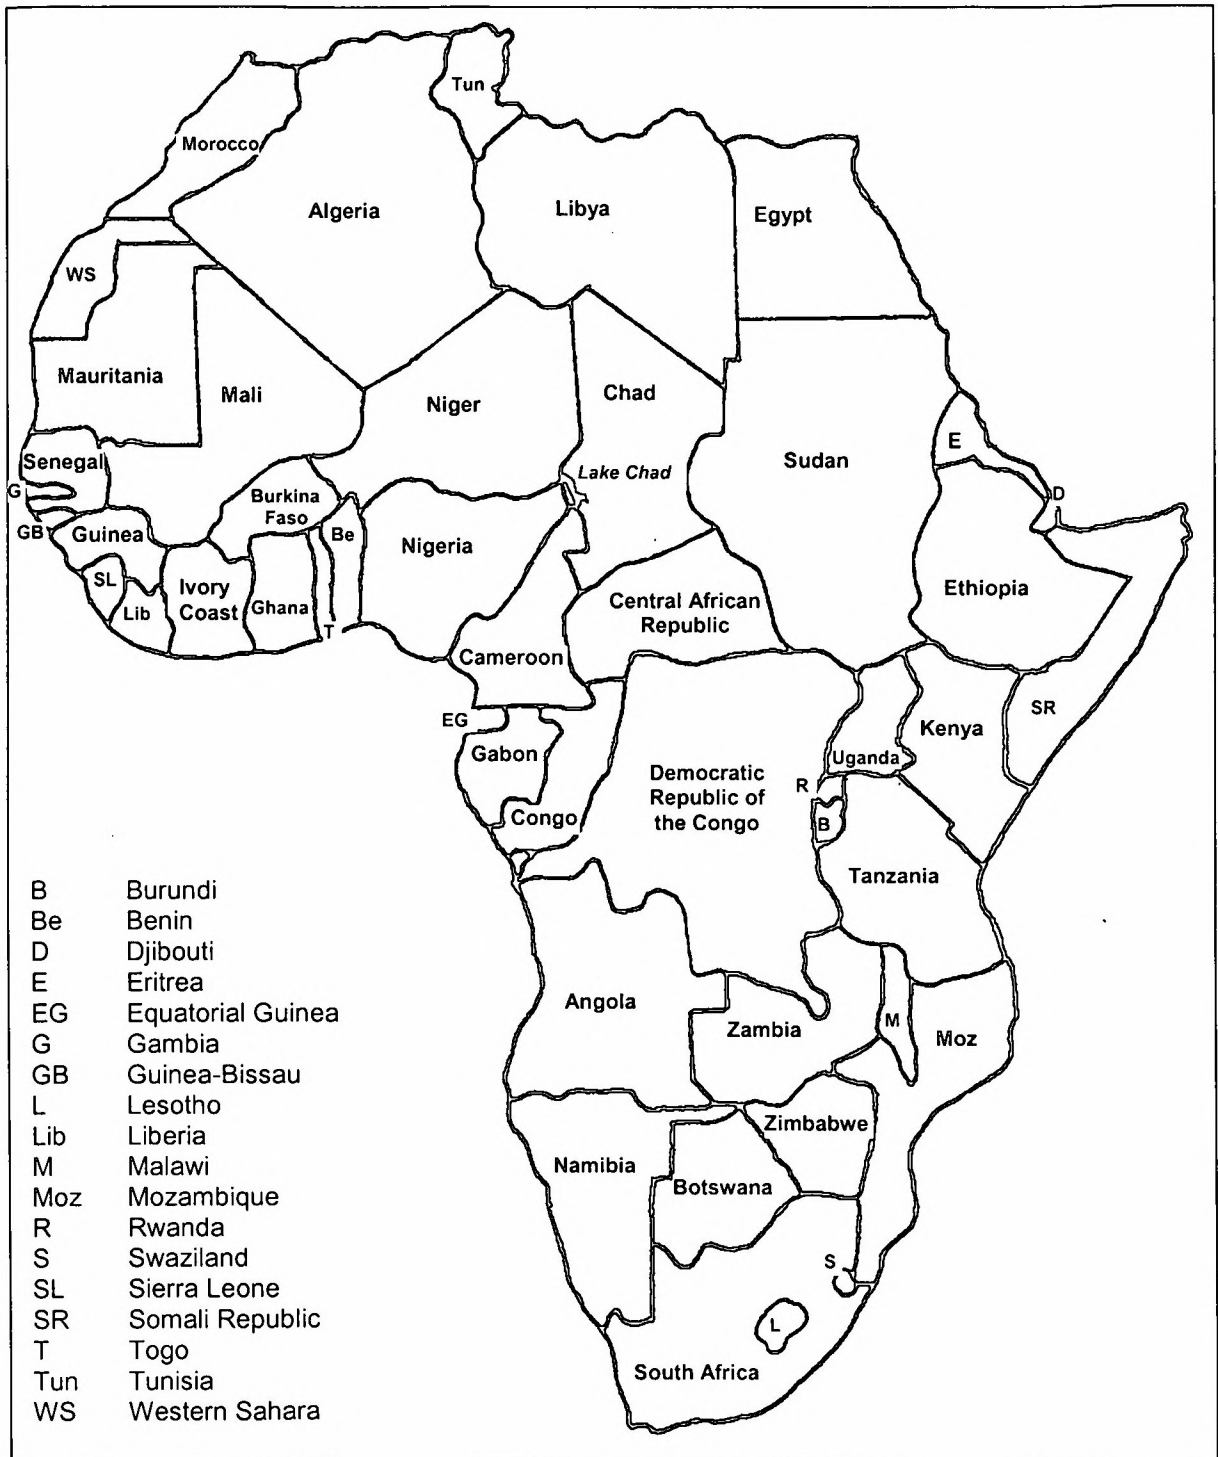 Tun
Morocco
Algeria
Libya
Egypt
WS
Mauritania
Mali
Niger
Chad
Senegal
E
Sudan
Lake Chad
G
D
Burkina
Faso
GB
Guinea
Be
Nigeria
SL
Ivory
Coast
Ghana
Lib
T
Central African
Republic
Ethiopia
Cameroon
EG
SR
Kenya
Gabon
Uganda
Democratic
Republic of
the Congo
R
B
Congo
Tanzania
Angola
Zambia
M
Moz
Zimbabwe
Namibia
Botswana
S
L
South Africa
B Burundi
Be Benin
D Djibouti
E Eritrea
EG Equatorial Guinea
G Gambia
GB Guinea-Bissau
L Lesotho
Lib Liberia
M Malawi
Moz Mozambique
R Rwanda
S Swaziland
SL Sierra Leone
SR Somali Republic
T Togo
Tun Tunisia
WS Western Sahara